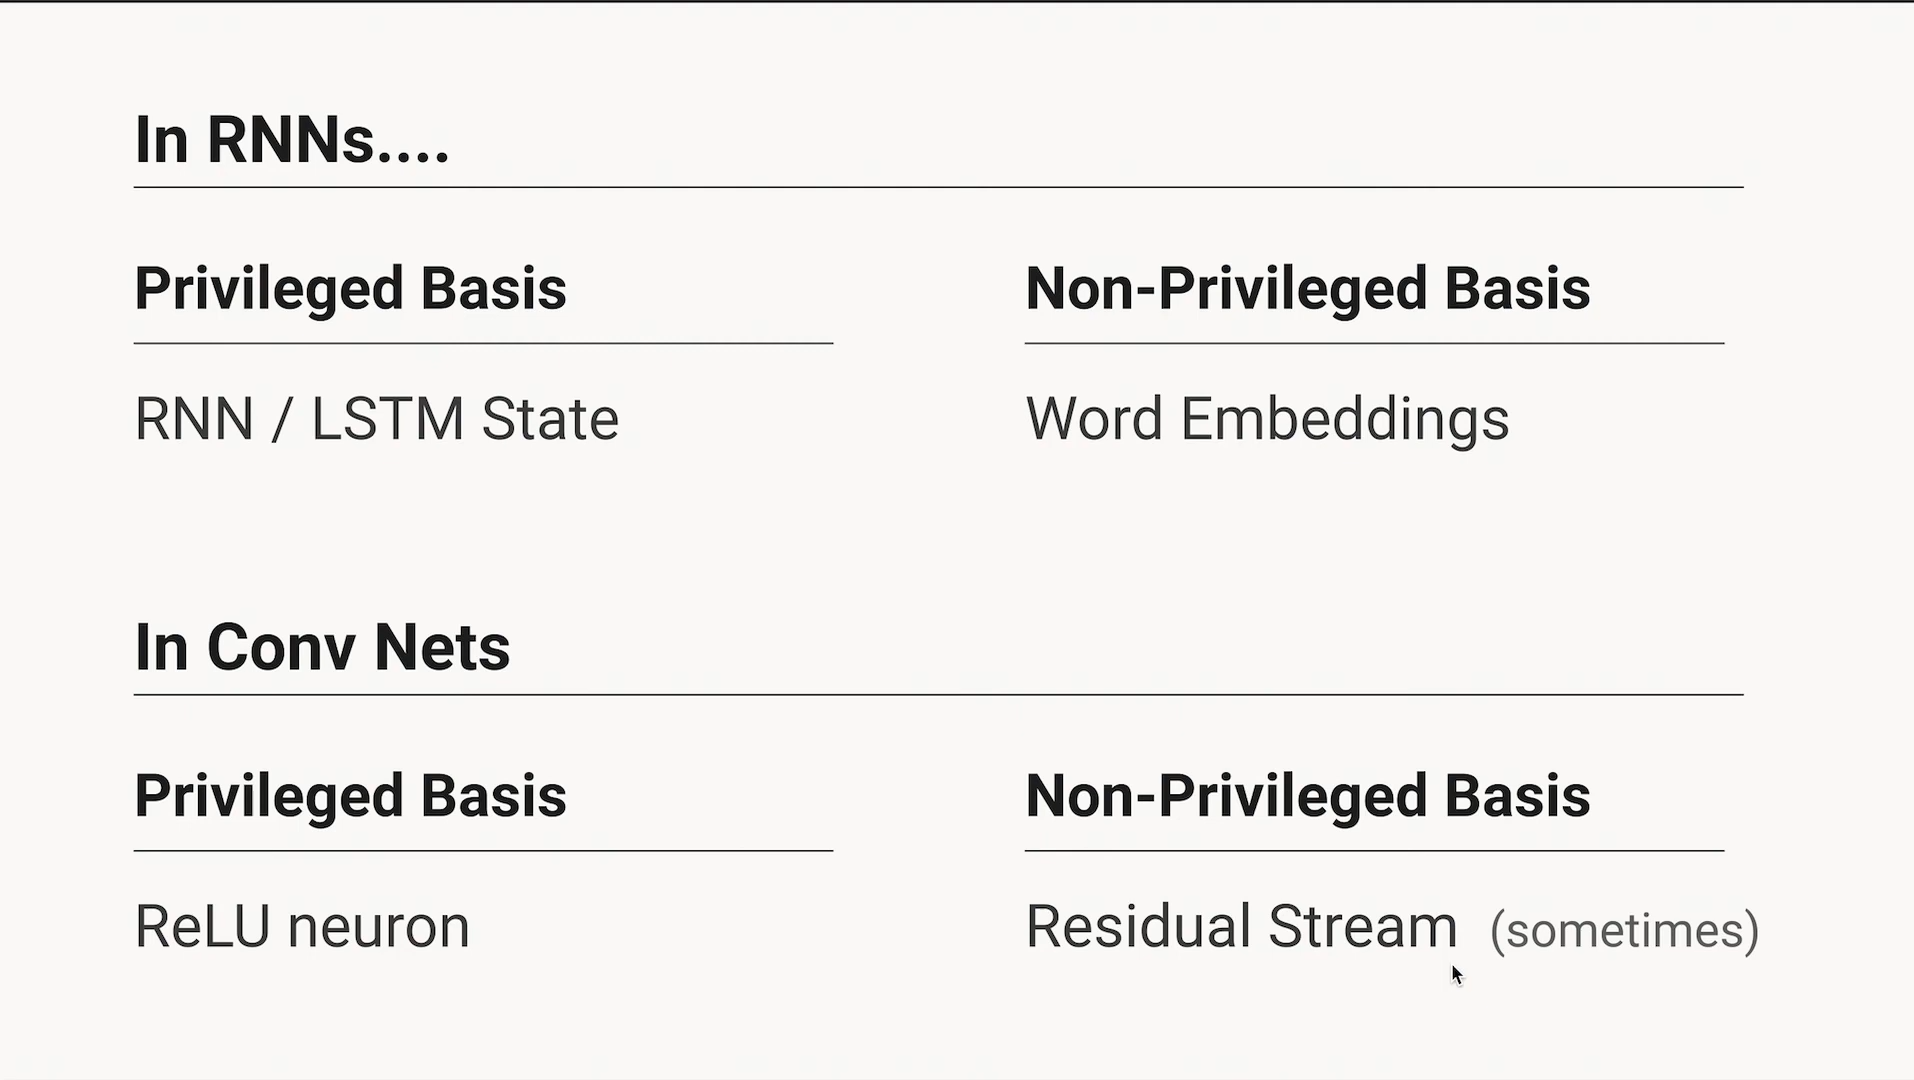 In RNNs....
Privileged Basis
Non-Privileged Basis
RNN / LSTM State
Word Embeddings
In Conv Nets
Privileged Basis
Non-Privileged Basis
ReLU neuron
Residual Stream (sometimes)